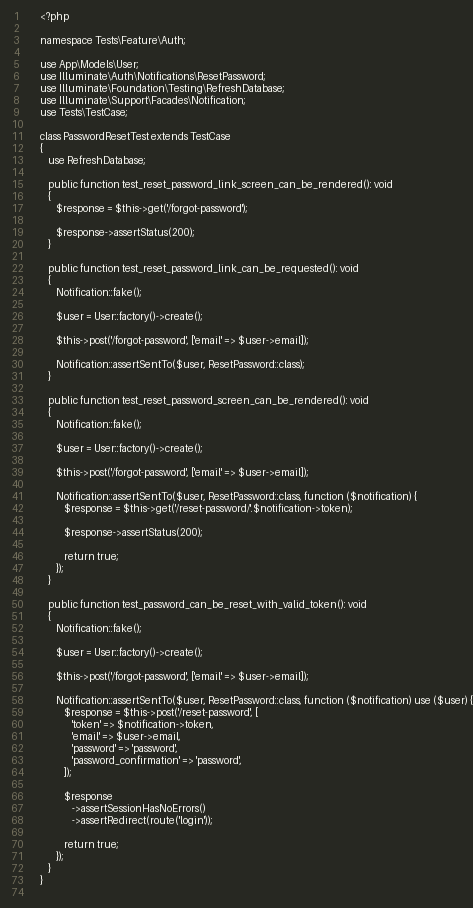 1 <?php
2
3 namespace Tests\Feature\Auth;
4
5 use App\Models\User;
6 use Illuminate\Auth\Notifications\ResetPassword;
7 use Illuminate\Foundation\Testing\RefreshDatabase;
8 use Illuminate\Support\Facades\Notification;
9 use Tests\TestCase;
10
11 class PasswordResetTest extends TestCase
12 {
13 use RefreshDatabase;
14
15 public function test_reset_password_link_screen_can_be_rendered(): void
16 {
17 $response = $this->get('/forgot-password');
18
19 $response->assertStatus(200);
20 }
21
22 public function test_reset_password_link_can_be_requested(): void
23 {
24 Notification::fake();
25
26 $user = User::factory()->create();
27
28 $this->post('/forgot-password', ['email' => $user->email]);
29
30 Notification::assertSentTo($user, ResetPassword::class);
31 }
32
33 public function test_reset_password_screen_can_be_rendered(): void
34 {
35 Notification::fake();
36
37 $user = User::factory()->create();
38
39 $this->post('/forgot-password', ['email' => $user->email]);
40
41 Notification::assertSentTo($user, ResetPassword::class, function ($notification) {
42 $response = $this->get('/reset-password/'.$notification->token);
43
44 $response->assertStatus(200);
45
46 return true;
47 });
48 }
49
50 public function test_password_can_be_reset_with_valid_token(): void
51 {
52 Notification::fake();
53
54 $user = User::factory()->create();
55
56 $this->post('/forgot-password', ['email' => $user->email]);
57
58 Notification::assertSentTo($user, ResetPassword::class, function ($notification) use ($user) {
59 $response = $this->post('/reset-password', [
60 'token' => $notification->token,
61 'email' => $user->email,
62 'password' => 'password',
63 'password_confirmation' => 'password',
64 ]);
65
66 $response
67 ->assertSessionHasNoErrors()
68 ->assertRedirect(route('login'));
69
70 return true;
71 });
72 }
73 }
74